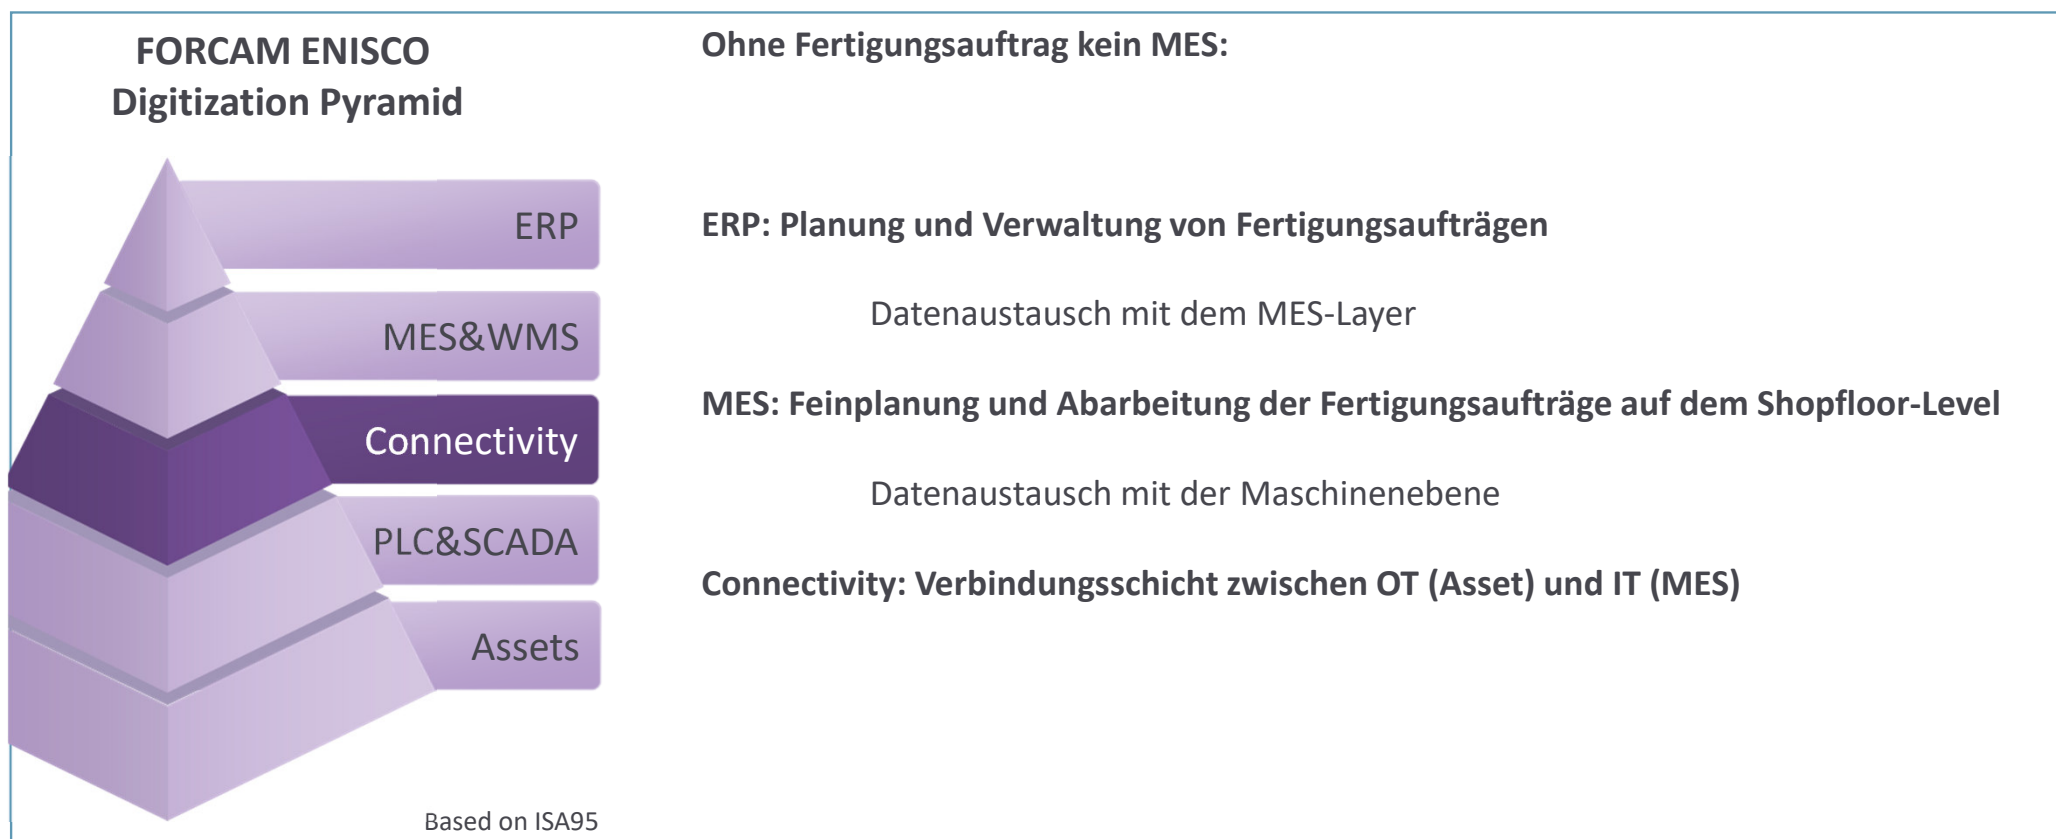 FORCAM ENISCO
Digitization Pyramid
ERP
MES&WMS
Connectivity
PLC&SCADA
Assets
Based on ISA95
Ohne Fertigungsauftrag kein MES:
ERP: Planung und Verwaltung von Fertigungsaufträgen
Datenaustausch mit dem MES-Layer
MES: Feinplanung und Abarbeitung der Fertigungsaufträge auf dem Shopfloor-Level
Datenaustausch mit der Maschinenebene
Connectivity: Verbindungsschicht zwischen OT (Asset) und IT (MES)